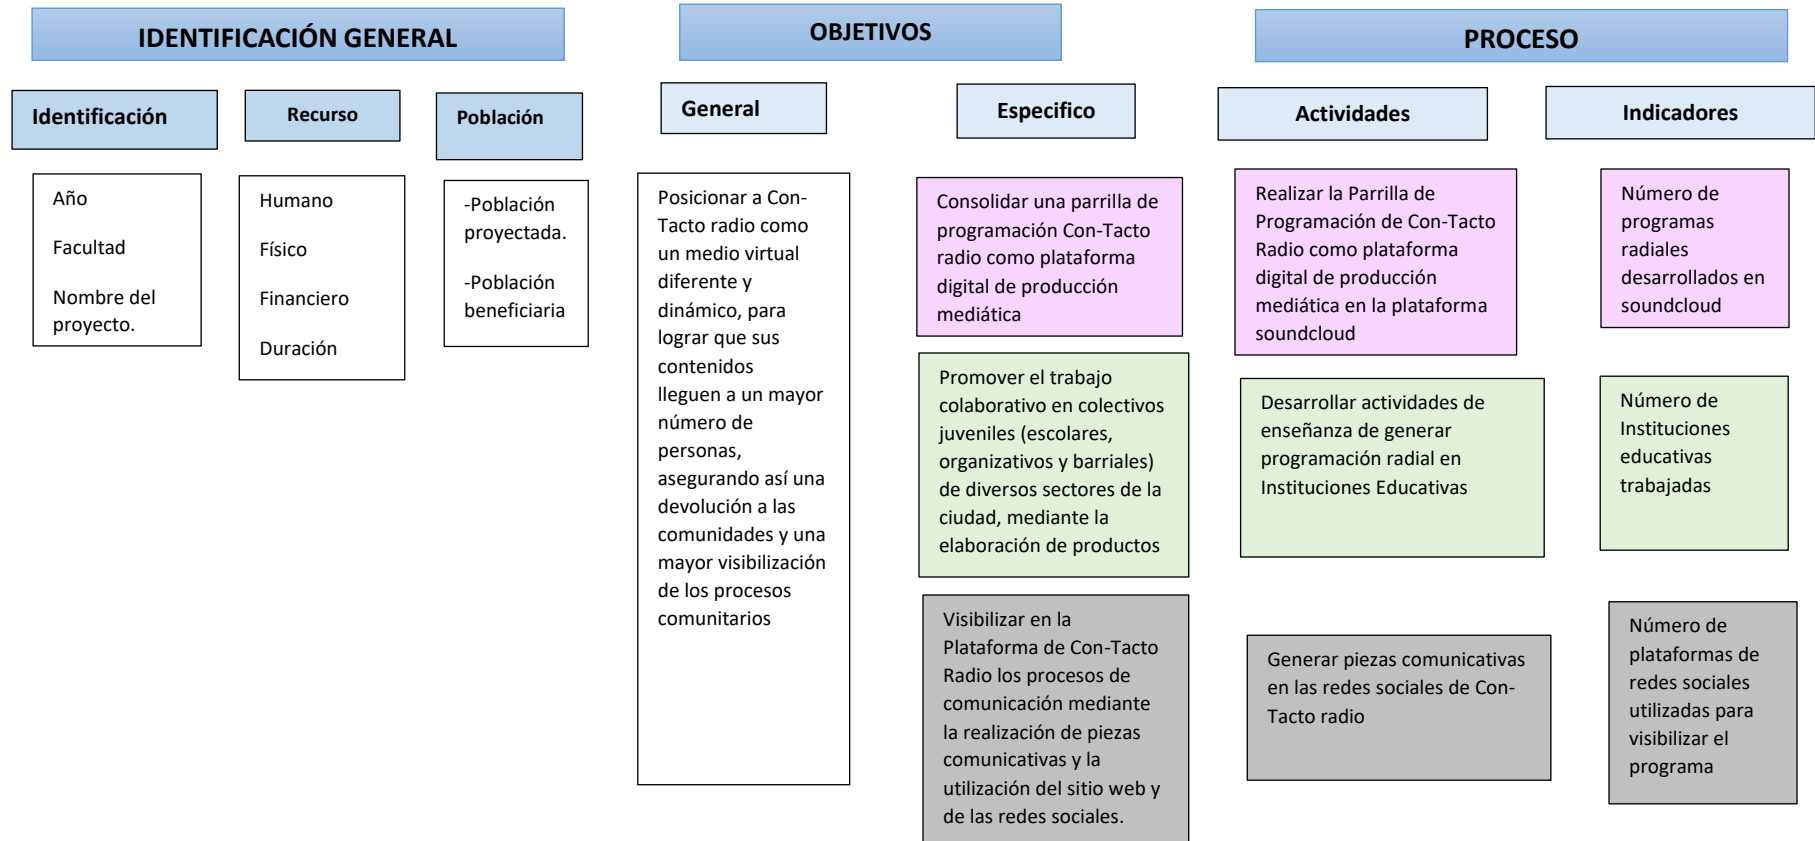 IDENTIFICACIÓN GENERAL
Identificación
Recurso
Población
Año
Facultad
Nombre del
proyecto.
Humano
Físico
Financiero
Duración
-Población
proyectada.
-Población
beneficiaria
OBJETIVOS
General
Especifico
Posicionar a Con-
Tacto radio como
un medio virtual
diferente y
dinámico, para
lograr que sus
contenidos
lleguen a un mayor
número de
personas,
asegurando así una
devolución a las
comunidades y una
mayor visibilización
de los procesos
comunitarios
Consolidar una parrilla de
programación Con-Tacto
radio como plataforma
digital de producción
mediática
Promover el trabajo
colaborativo en colectivos
juveniles (escolares,
organizativos y barriales)
de diversos sectores de la
ciudad, mediante la
elaboración de productos
Visibilizar en la
Plataforma de Con-Tacto
Radio los procesos de
comunicación mediante
la realización de piezas
comunicativas y la
utilización del sitio web y
de las redes sociales.
PROCESO
Actividades
Indicadores
Realizar la Parrilla de
Programación de Con-Tacto
Radio como plataforma
digital de producción
mediática en la plataforma
soundcloud
Número de
programas
radiales
desarrollados en
soundcloud
Desarrollar actividades de
enseñanza de generar
programación radial en
Instituciones Educativas
Número de
Instituciones
educativas
trabajadas
Generar piezas comunicativas
en las redes sociales de Con-
Tacto radio
Número de
plataformas de
redes sociales
utilizadas para
visibilizar el
programa